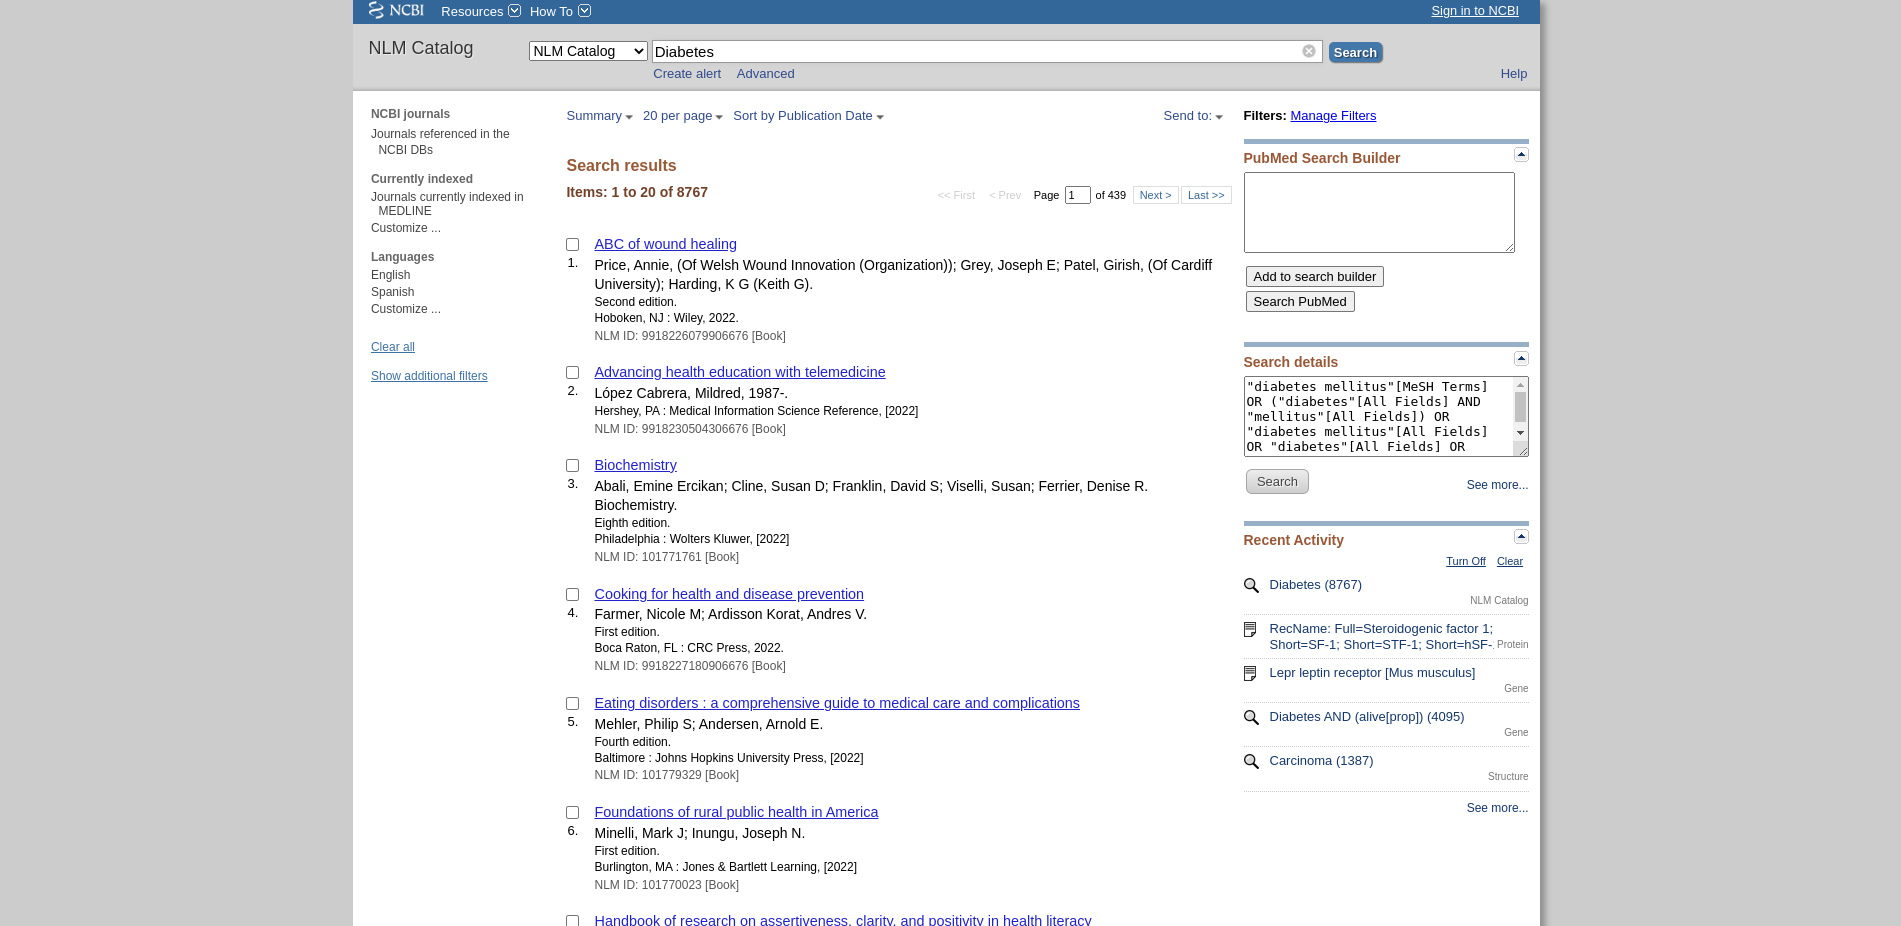 NCBI Resources How To Sign in to NCBI
NLM Catalog NLM Catalog Diabetes Search
Create alert Advanced Help
NCBI journals
Journals referenced in the
NCBI DBs
Currently indexed
Journals currently indexed in
MEDLINE
Customize ...
Languages
English
Spanish
Customize ...
Clear all
Show additional filters
Summary 20 per page Sort by Publication Date Send to:
Search results
Items: 1 to 20 of 8767
<< First < Prev Page 1 of 439 Next > Last >>
ABC of wound healing
1. Price, Annie, (Of Welsh Wound Innovation (Organization)); Grey, Joseph E; Patel, Girish, (Of Cardiff
University); Harding, K G (Keith G).
Second edition.
Hoboken, NJ : Wiley, 2022.
NLM ID: 9918226079906676 [Book]
Advancing health education with telemedicine
2. López Cabrera, Mildred, 1987-.
Hershey, PA : Medical Information Science Reference, [2022]
NLM ID: 9918230504306676 [Book]
Biochemistry
3. Abali, Emine Ercikan; Cline, Susan D; Franklin, David S; Viselli, Susan; Ferrier, Denise R.
Biochemistry.
Eighth edition.
Philadelphia : Wolters Kluwer, [2022]
NLM ID: 101771761 [Book]
Cooking for health and disease prevention
4. Farmer, Nicole M; Ardisson Korat, Andres V.
First edition.
Boca Raton, FL : CRC Press, 2022.
NLM ID: 9918227180906676 [Book]
Eating disorders : a comprehensive guide to medical care and complications
5. Mehler, Philip S; Andersen, Arnold E.
Fourth edition.
Baltimore : Johns Hopkins University Press, [2022]
NLM ID: 101779329 [Book]
Foundations of rural public health in America
6. Minelli, Mark J; Inungu, Joseph N.
First edition.
Burlington, MA : Jones & Bartlett Learning, [2022]
NLM ID: 101770023 [Book]
Handbook of research on assertiveness, clarity, and positivity in health literacy
Filters: Manage Filters
PubMed Search Builder
Add to search builder
Search PubMed
Search details
"diabetes mellitus"[MeSH Terms]
OR ("diabetes"[All Fields] AND
"mellitus"[All Fields]) OR
"diabetes mellitus"[All Fields]
OR "diabetes"[All Fields] OR
Search See more...
Recent Activity
Turn Off Clear
Diabetes (8767)
NLM Catalog
RecName: Full=Steroidogenic factor 1;
Short=SF-1; Short=STF-1; Short=hSF- Protein
Lepr leptin receptor [Mus musculus]
Gene
Diabetes AND (alive[prop]) (4095)
Gene
Carcinoma (1387)
Structure
See more...